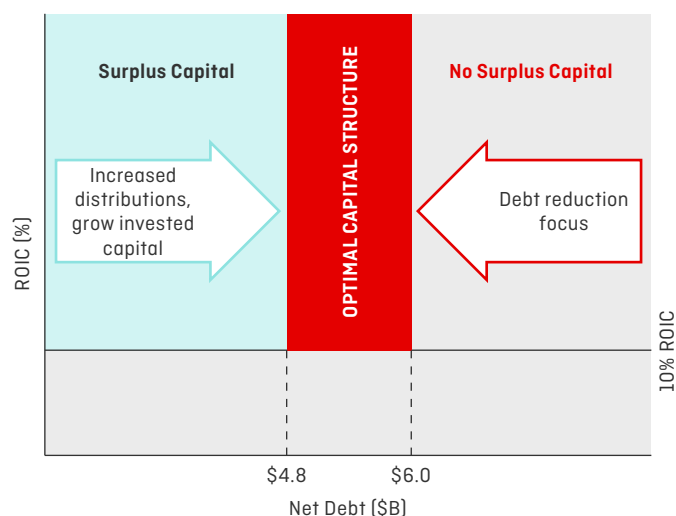 Surplus Capital
OPTIMAL CAPITAL STRUCTURE
No Surplus Capital
Increased
distributions,
grow invested
capital
Debt reduction
focus
ROIC (%)
10% ROIC
$4.8
$6.0
Net Debt ($B)